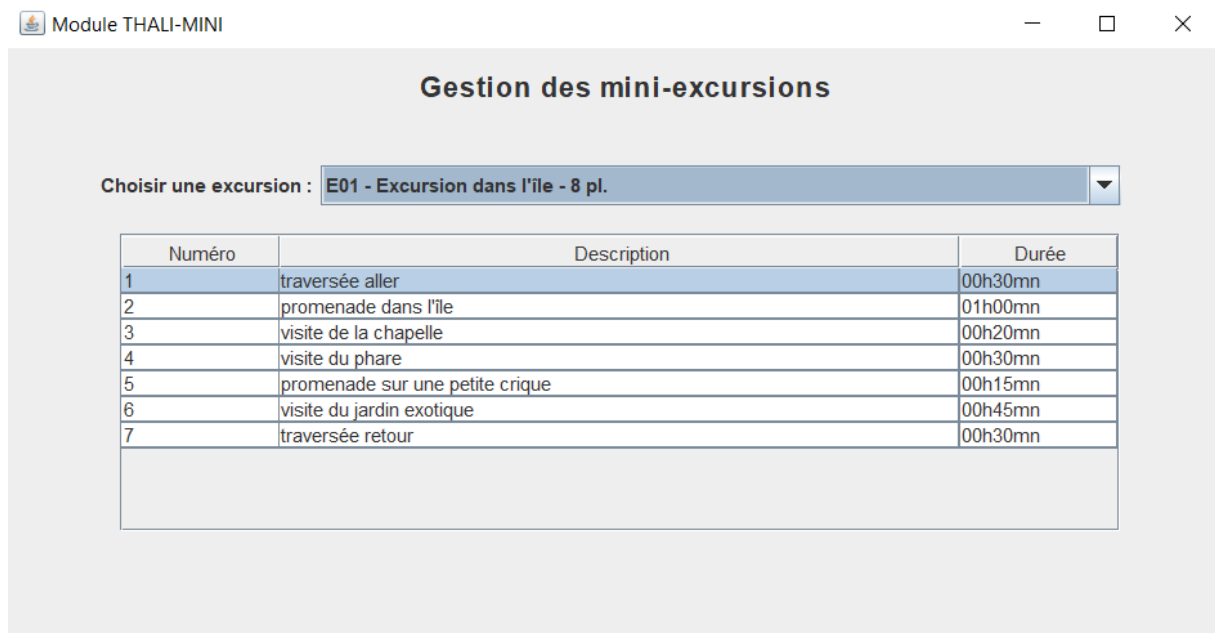 Module THALI-MINI
Gestion des mini-excursions
Choisir une excursion : E01 - Excursion dans l'île - 8 pl.
Numéro Description Durée
1 traversée aller 00h30mn
2 promenade dans l'île 01h00mn
3 visite de la chapelle 00h20mn
4 visite du phare 00h30mn
5 promenade sur une petite crique 00h15mn
6 visite du jardin exotique 00h45mn
7 traversée retour 00h30mn